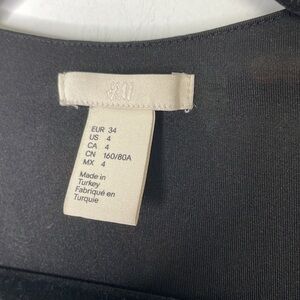 EUR 34
US 4
CA 4
CN 160/80A
MX 4
Made in
Turkey
Fabriqué en
Turquie